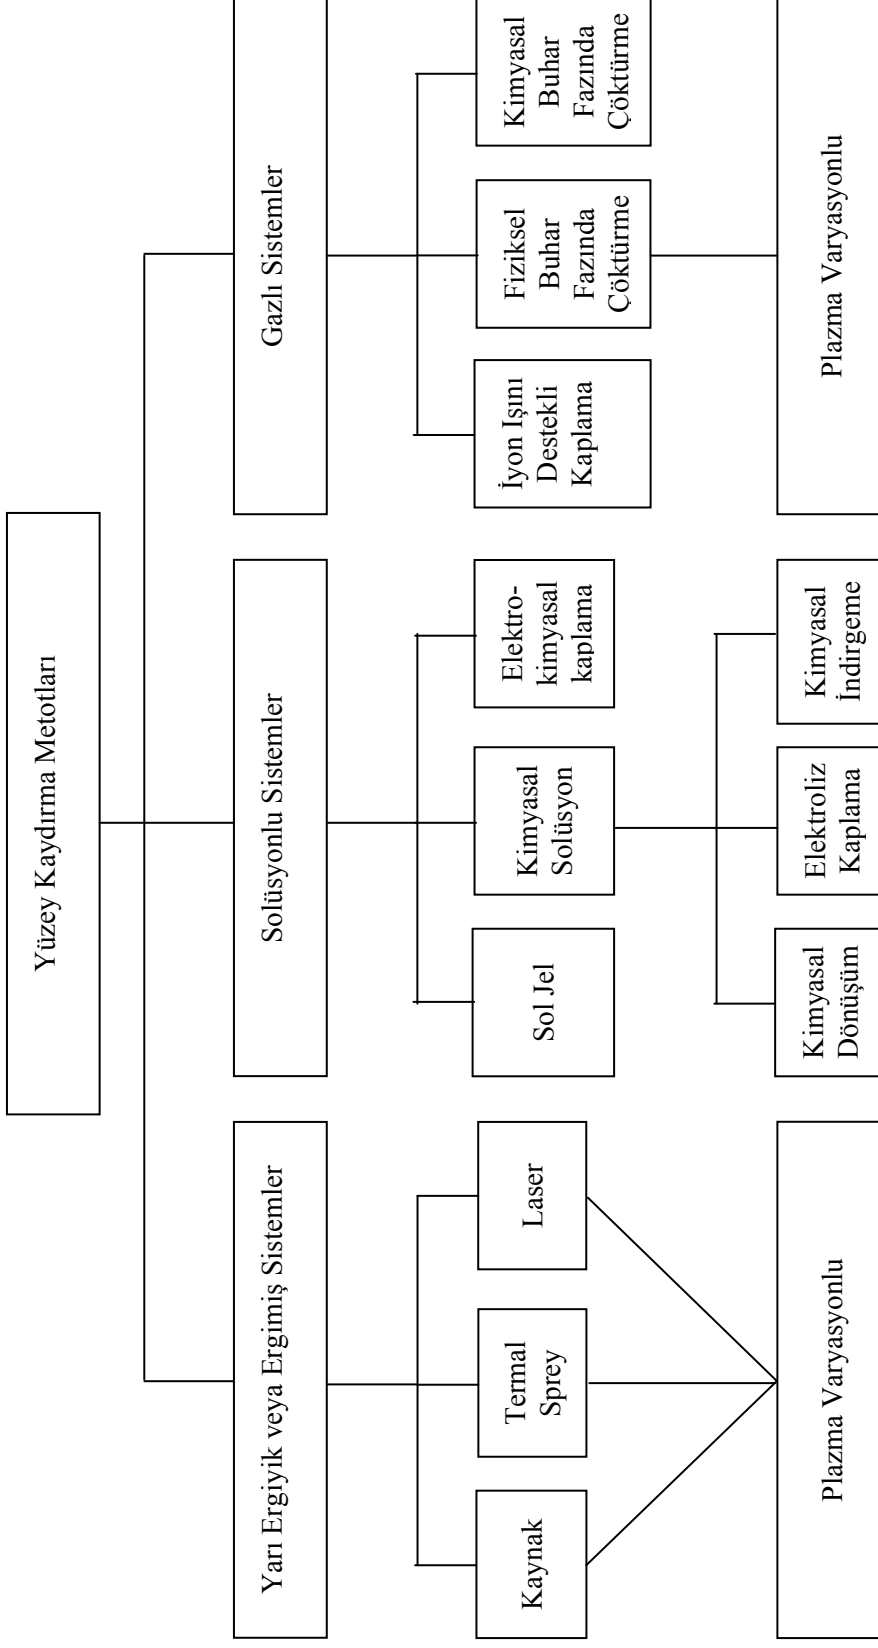 Yüzey Kaydırma Metotları
Yarı Ergiyik veya Ergimiş Sistemler
Solüsyonlu Sistemler
Gazlı Sistemler
Kaynak
Termal
Sprey
Laser
Sol Jel
Kimyasal
Solüsyon
Elektro-
kimyasal
kaplama
İyon Işını
Destekli
Kaplama
Fiziksel
Buhar
Fazında
Çöktürme
Kimyasal
Buhar
Fazında
Çöktürme
Plazma Varyasyonlu
Kimyasal
Dönüşüm
Elektroliz
Kaplama
Kimyasal
İndirgeme
Plazma Varyasyonlu